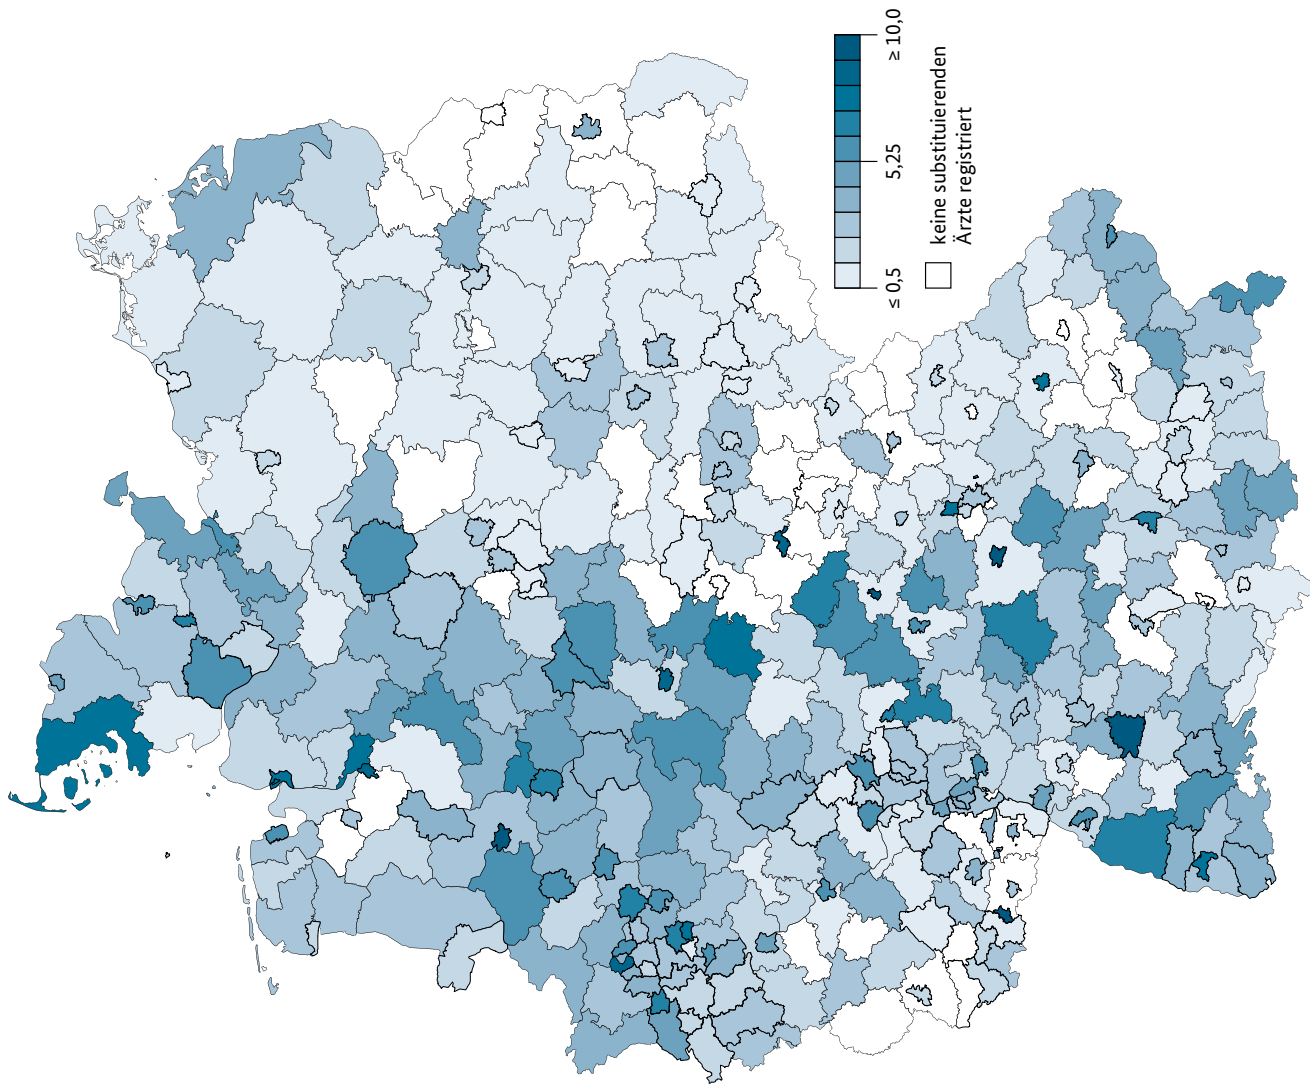 ≥ 10,0
5,25
≤ 0,5
keine substituierenden
Ärzte registriert